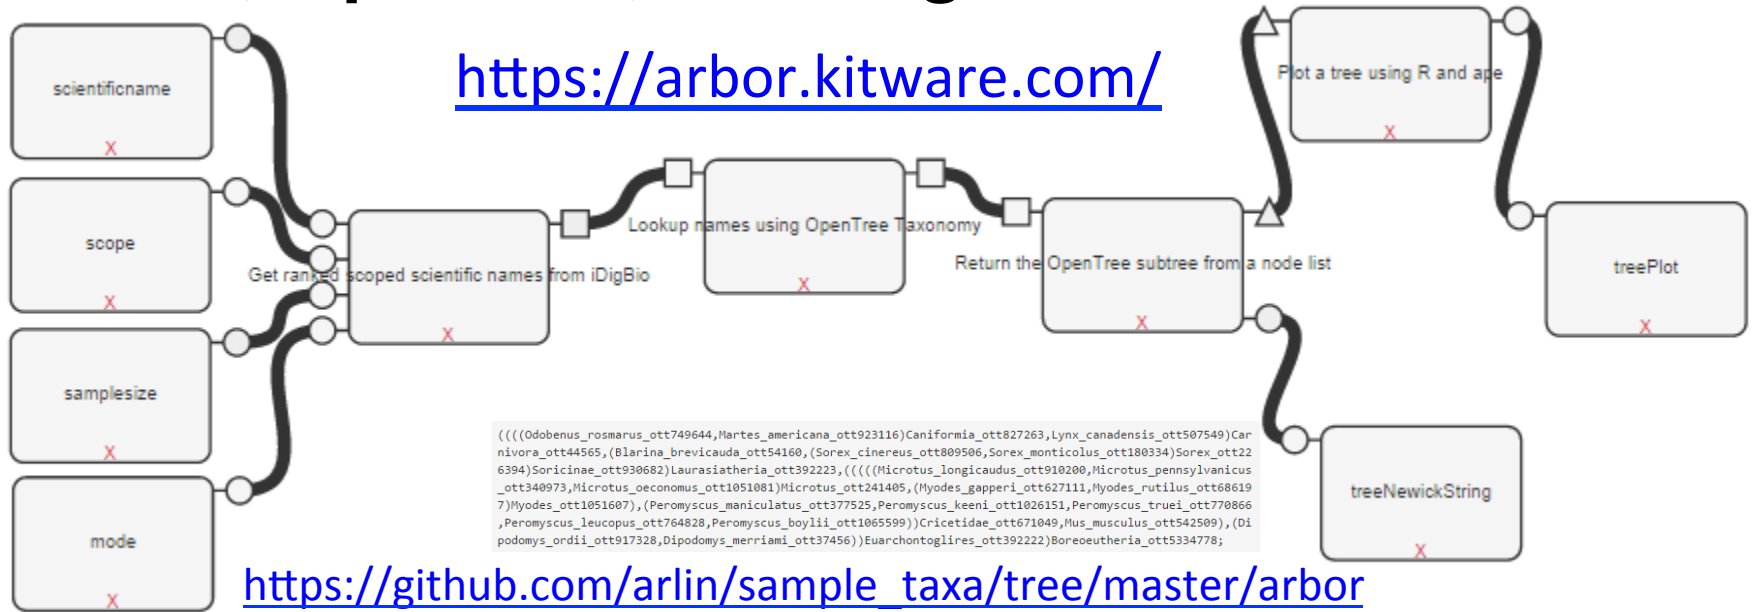 https://arbor.kitware.com/
scientificname
X
scope
X
samplesize
X
mode
X
Get ranked scoped scientific names from iDigBio
X
Lookup names using OpenTree Taxonomy
X
Return the OpenTree subtree from a node list
X
Plot a tree using R and ape
X
treePlot
X
treeNewickString
X
((((Odobenus_rosmarus_ott749644,Martes_americana_ott923116)Caniformia_ott827263,Lynx_canadensis_ott507549)Car
nivora_ott44565,(Blarina_brevicauda_ott54160,(Sorex_cinereus_ott809506,Sorex_monticolus_ott180334)Sorex_ott22
6394)Soricinae_ott930682)Laurasiatheria_ott392223,(((((Microtus_longicaudus_ott910200,Microtus_pennsylvanicus
_ott340973,Microtus_oeconomus_ott1051081)Microtus_ott241405,(Myodes_gapperi_ott627111,Myodes_rutilus_ott68619
7)Myodes_ott1051607),(Peromyscus_maniculatus_ott377525,Peromyscus_keeni_ott1026151,Peromyscus_truei_ott770866
,Peromyscus_leucopus_ott764828,Peromyscus_boylii_ott1065599))Cricetidae_ott671049,Mus_musculus_ott542509),(Di
podomys_ordii_ott917328,Dipodomys_merriami_ott37456))Euarchontoglires_ott392222)Boreoeutheria_ott5334778;
https://github.com/arlin/sample_taxa/tree/master/arbor